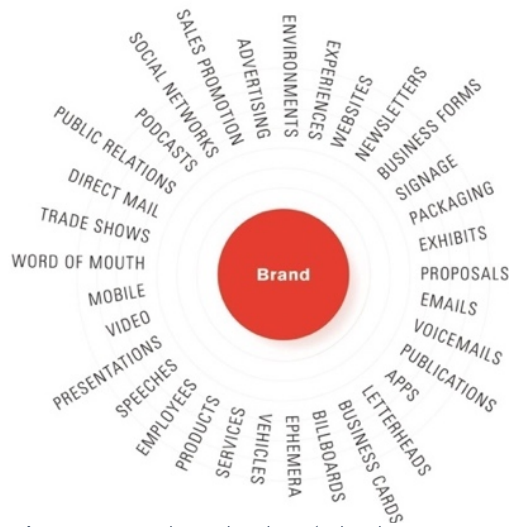 Brand
ENVIRONMENTS
EXPERIENCES
WEBSITES
NEWSLETTERS
BUSINESS FORMS
SIGNAGE
PACKAGING
EXHIBITS
PROPOSALS
EMAILS
VOICEMAILS
PUBLICATIONS
APPS
LETTERHEADS
BUSINESS CARDS
BILLBOARDS
EPHEMERA
VEHICLES
SERVICES
PRODUCTS
EMPLOYEES
SPEECHES
PRESENTATIONS
VIDEO
MOBILE
WORD OF MOUTH
TRADE SHOWS
DIRECT MAIL
PUBLIC RELATIONS
PODCASTS
SOCIAL NETWORKS
SALES PROMOTION
ADVERTISING